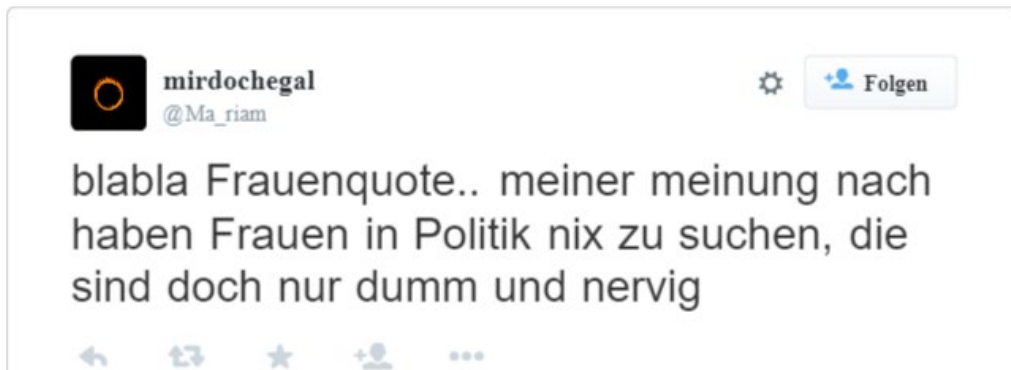 mirdochegal
Folgen
@Ma_riam
blabla Frauenquote.. meiner meinung nach
haben Frauen in Politik nix zu suchen, die
sind doch nur dumm und nervig